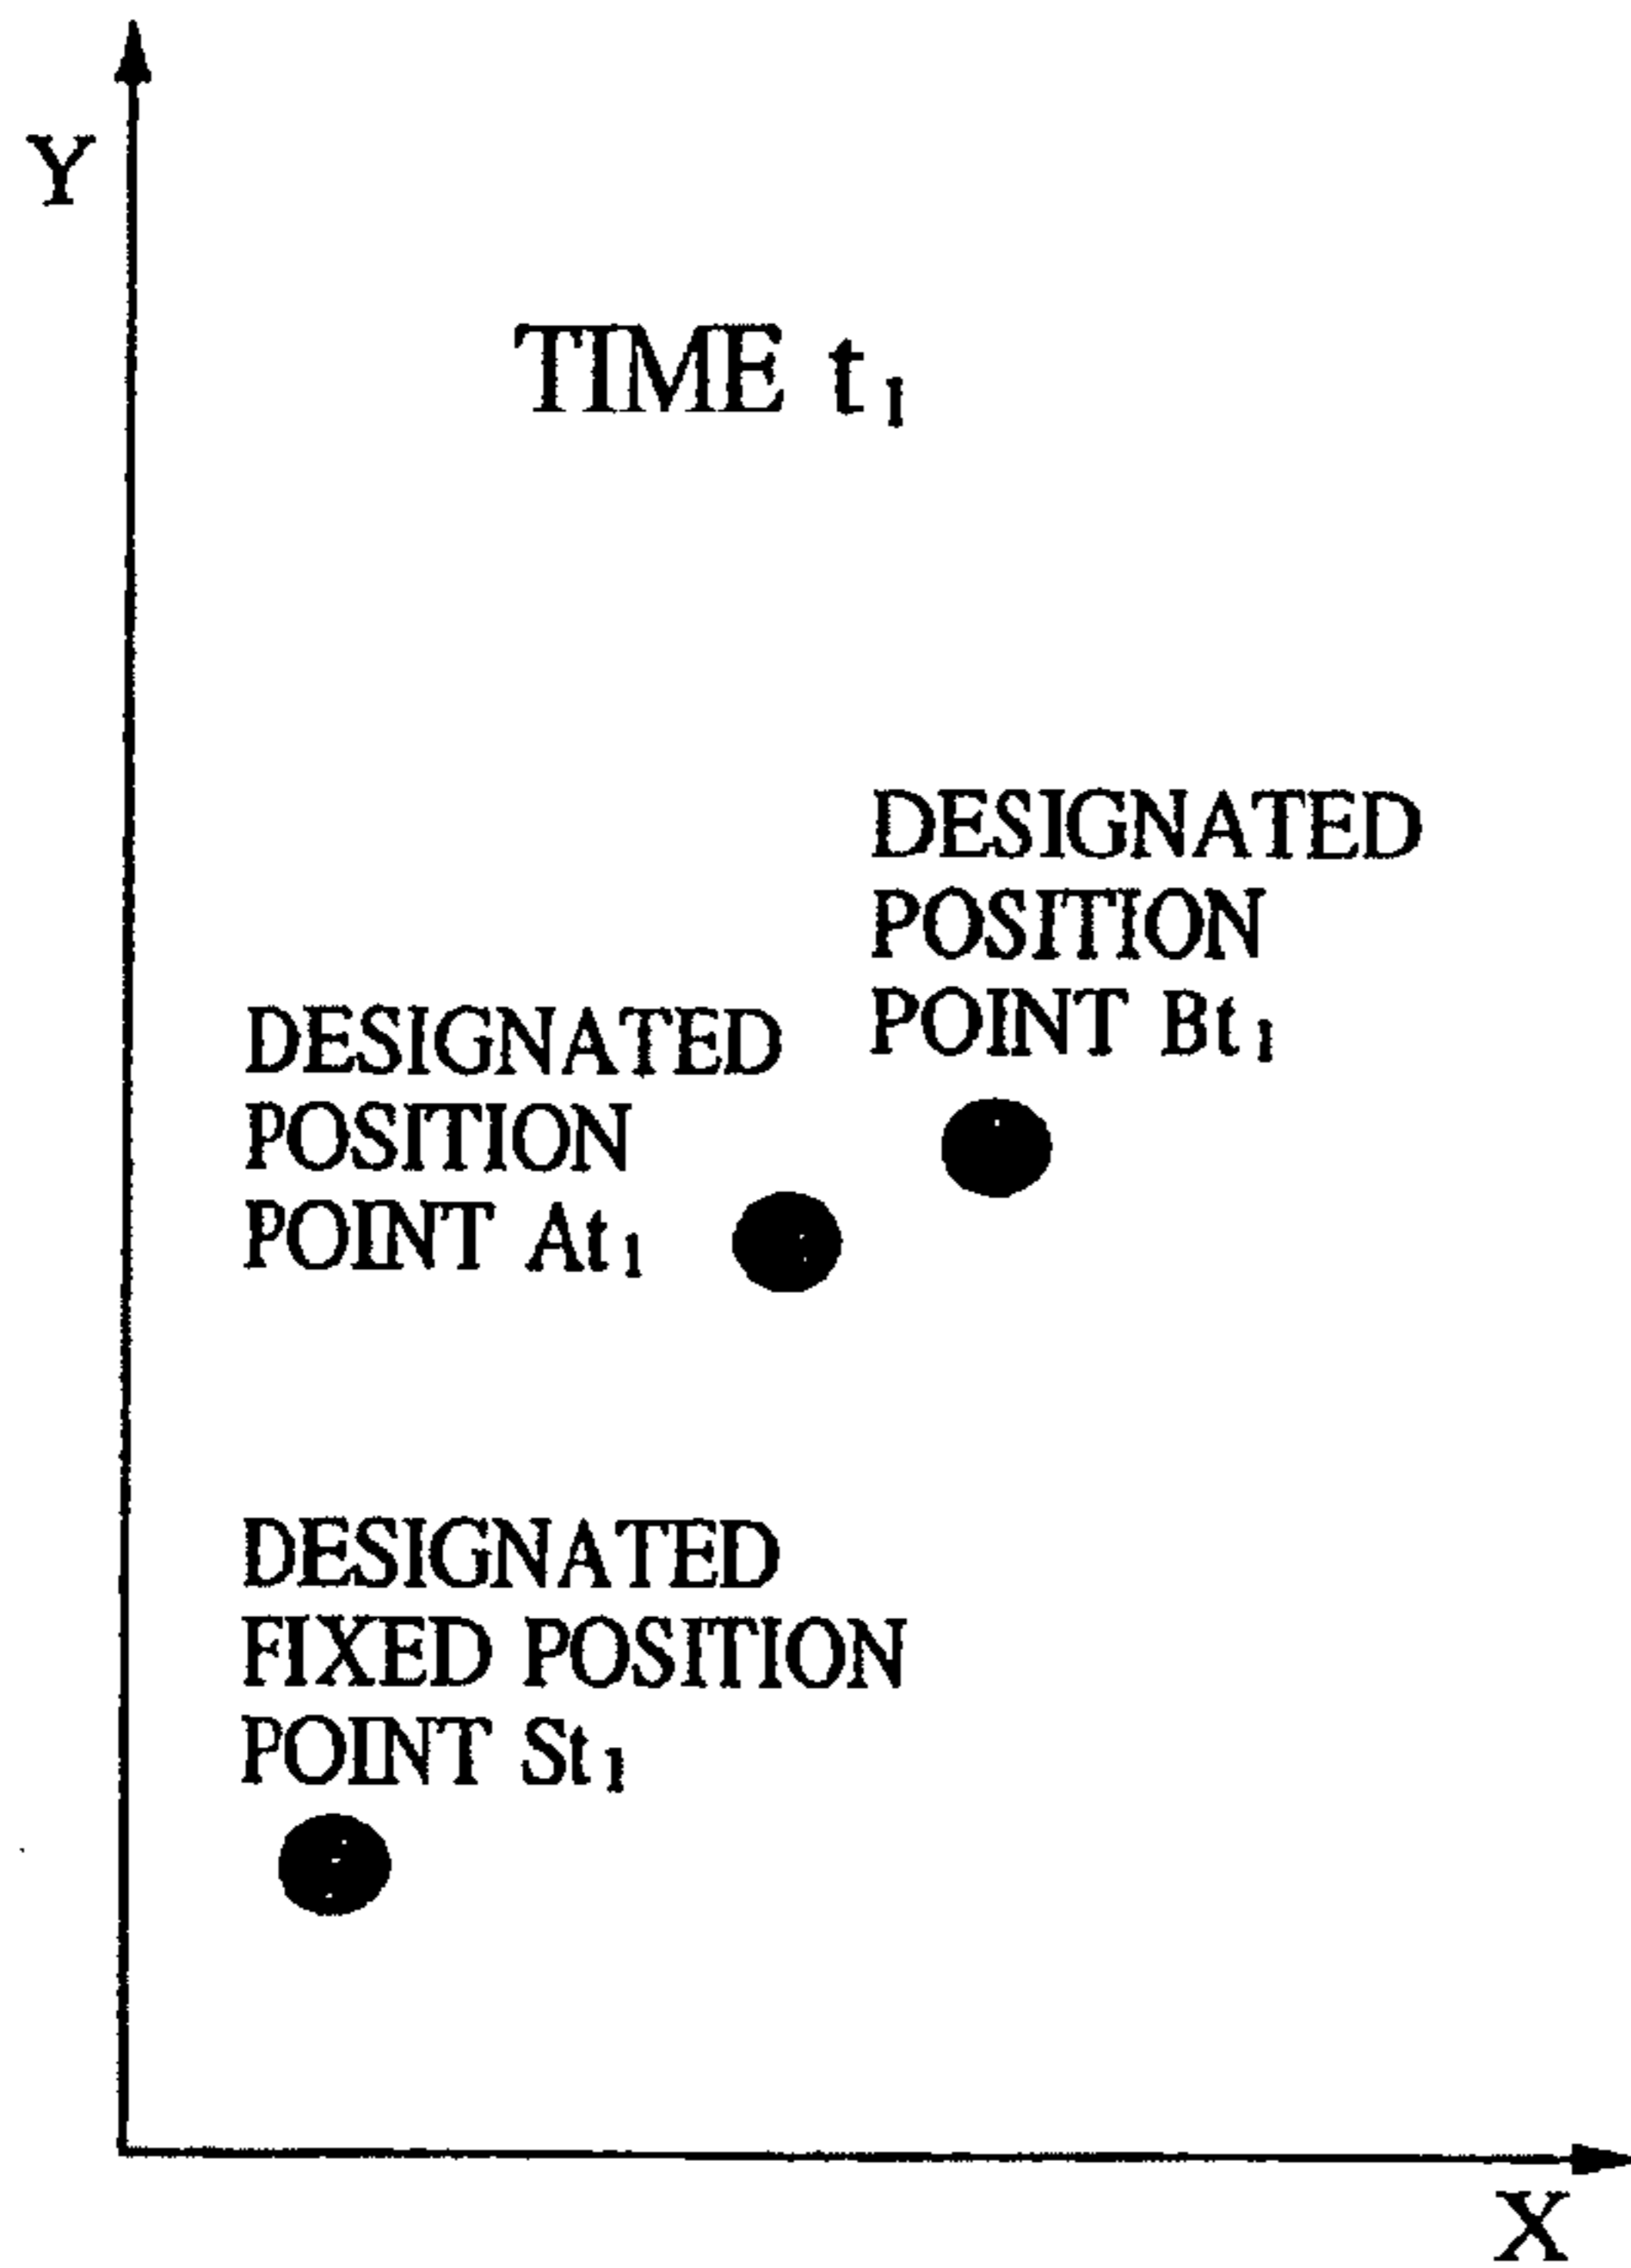 Y
TIME t₁
DESIGNATED
POSITION
POINT Bt₁
DESIGNATED
POSITION
POINT At₁
DESIGNATED
FIXED POSITION
POINT St₁
X